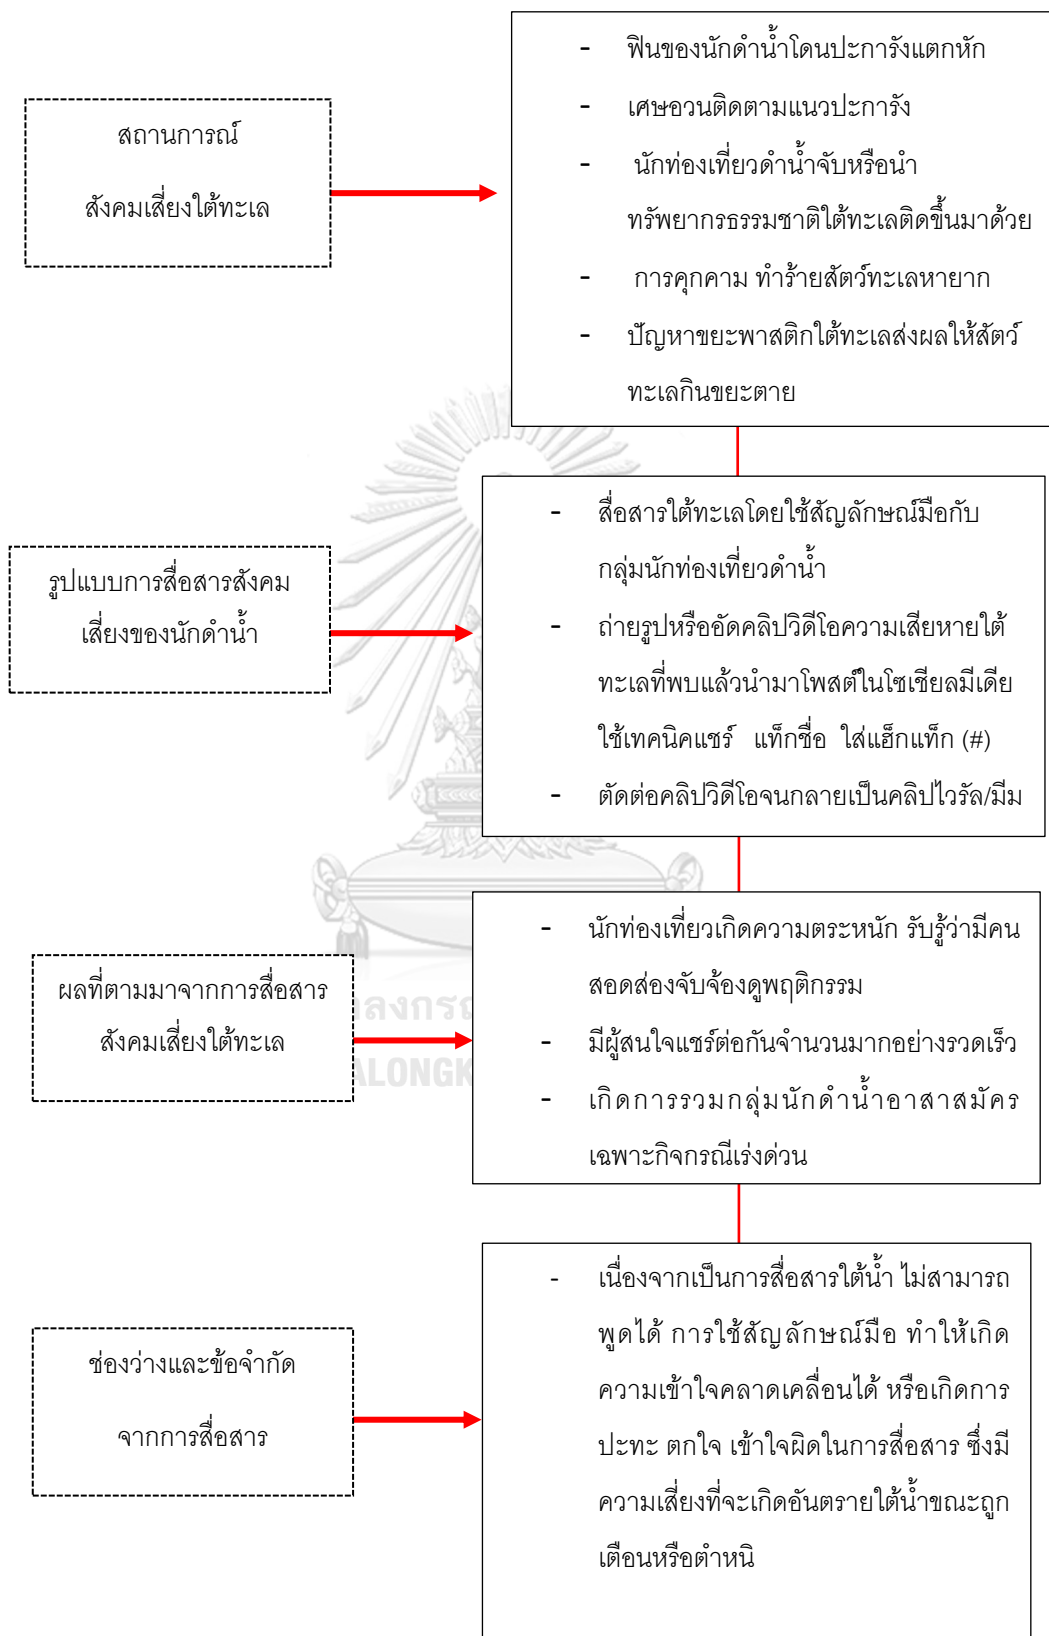 สถานการณ์
สังคมเสี่ยงใต้ทะเล
- ฟินของนักดำน้ำโดนปะการังแตกหัก
- เศษอวนติดตามแนวปะการัง
- นักท่องเที่ยวดำน้ำจับหรือนำ
ทรัพยากรธรรมชาติใต้ทะเลติดขึ้นมาด้วย
- การคุกคาม ทำร้ายสัตว์ทะเลหายาก
- ปัญหาขยะพาสติกใต้ทะเลส่งผลให้สัตว์
ทะเลกินขยะตาย
รูปแบบการสื่อสารสังคม
เสี่ยงของนักดำน้ำ
- สื่อสารใต้ทะเลโดยใช้สัญลักษณ์มือกับ
กลุ่มนักท่องเที่ยวดำน้ำ
- ถ่ายรูปหรืออัดคลิปวิดีโอความเสียหายใต้
ทะเลที่พบแล้วนำมาโพสต์ในโซเชียลมีเดีย
ใช้เทคนิคแชร์ แท็กชื่อ ใส่แฮ็กแท็ก (#)
- ตัดต่อคลิปวิดีโอจนกลายเป็นคลิปไวรัล/มีม
ผลที่ตามมาจากการสื่อสาร
สังคมเสี่ยงใต้ทะเล
- นักท่องเที่ยวเกิดความตระหนัก รับรู้ว่ามีคน
สอดส่องจับจ้องดูพฤติกรรม
- มีผู้สนใจแชร์ต่อกันจำนวนมากอย่างรวดเร็ว
- เกิดการรวมกลุ่มนักดำน้ำอาสาสมัคร
เฉพาะกิจกรณีเร่งด่วน
ลงกรณ
ALONGK
ช่องว่างและข้อจำกัด
จากการสื่อสาร
- เนื่องจากเป็นการสื่อสารใต้น้ำ ไม่สามารถ
พูดได้ การใช้สัญลักษณ์มือ ทำให้เกิด
ความเข้าใจคลาดเคลื่อนได้ หรือเกิดการ
ปะทะ ตกใจ เข้าใจผิดในการสื่อสาร ซึ่งมี
ความเสี่ยงที่จะเกิดอันตรายใต้น้ำขณะถูก
เตือนหรือตำหนิ